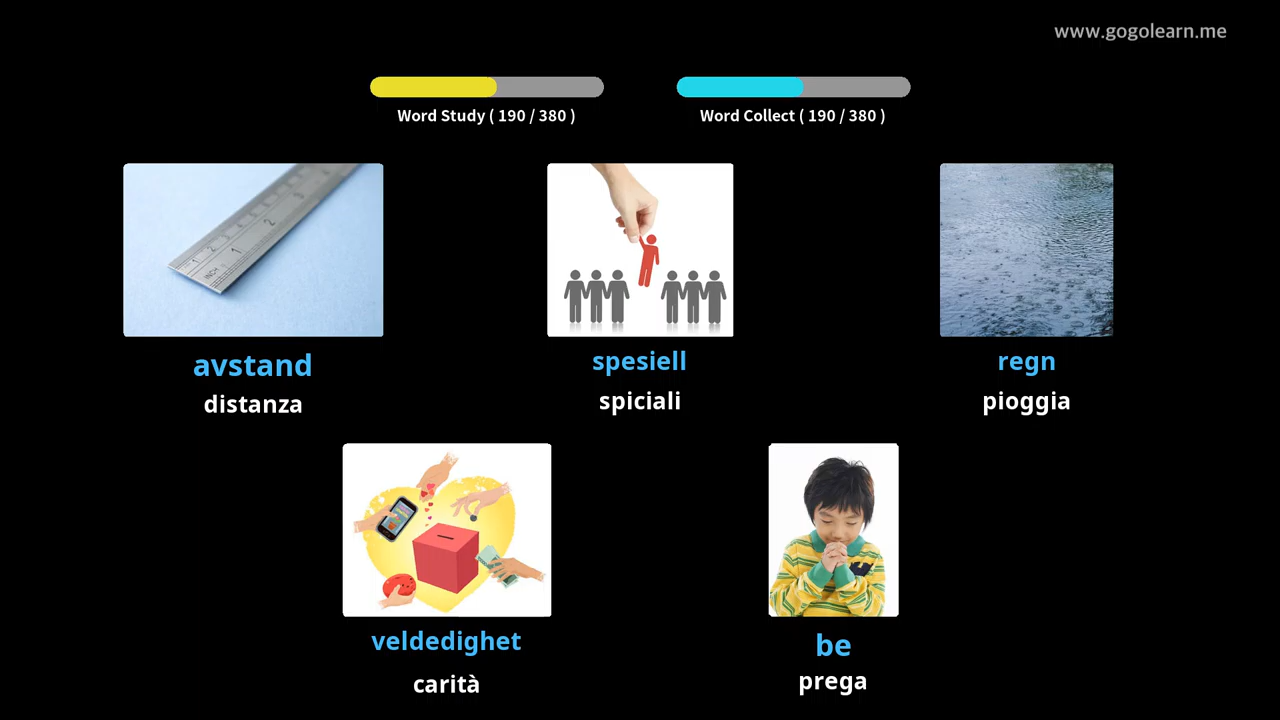 www.gogolearn.me
Word Study ( 190 / 380 )
Word Collect ( 190 / 380 )
avstand
distanza
spesiell
spiciali
regn
pioggia
veldedighet
carità
be
prega